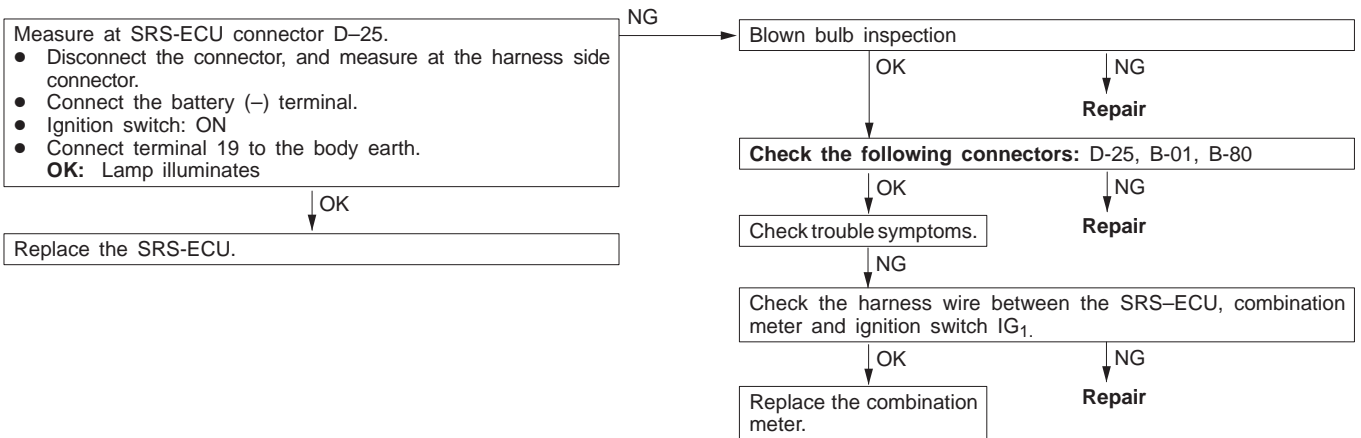 Measure at SRS-ECU connector D–25.
● Disconnect the connector, and measure at the harness side
connector.
● Connect the battery (–) terminal.
● Ignition switch: ON
● Connect terminal 19 to the body earth.
OK: Lamp illuminates
OK
Replace the SRS-ECU.
NG
Blown bulb inspection
OK
NG
Repair
Check the following connectors: D-25, B-01, B-80
OK
NG
Repair
Check trouble symptoms.
NG
Check the harness wire between the SRS–ECU, combination
meter and ignition switch IG1.
OK
NG
Repair
Replace the combination
meter.